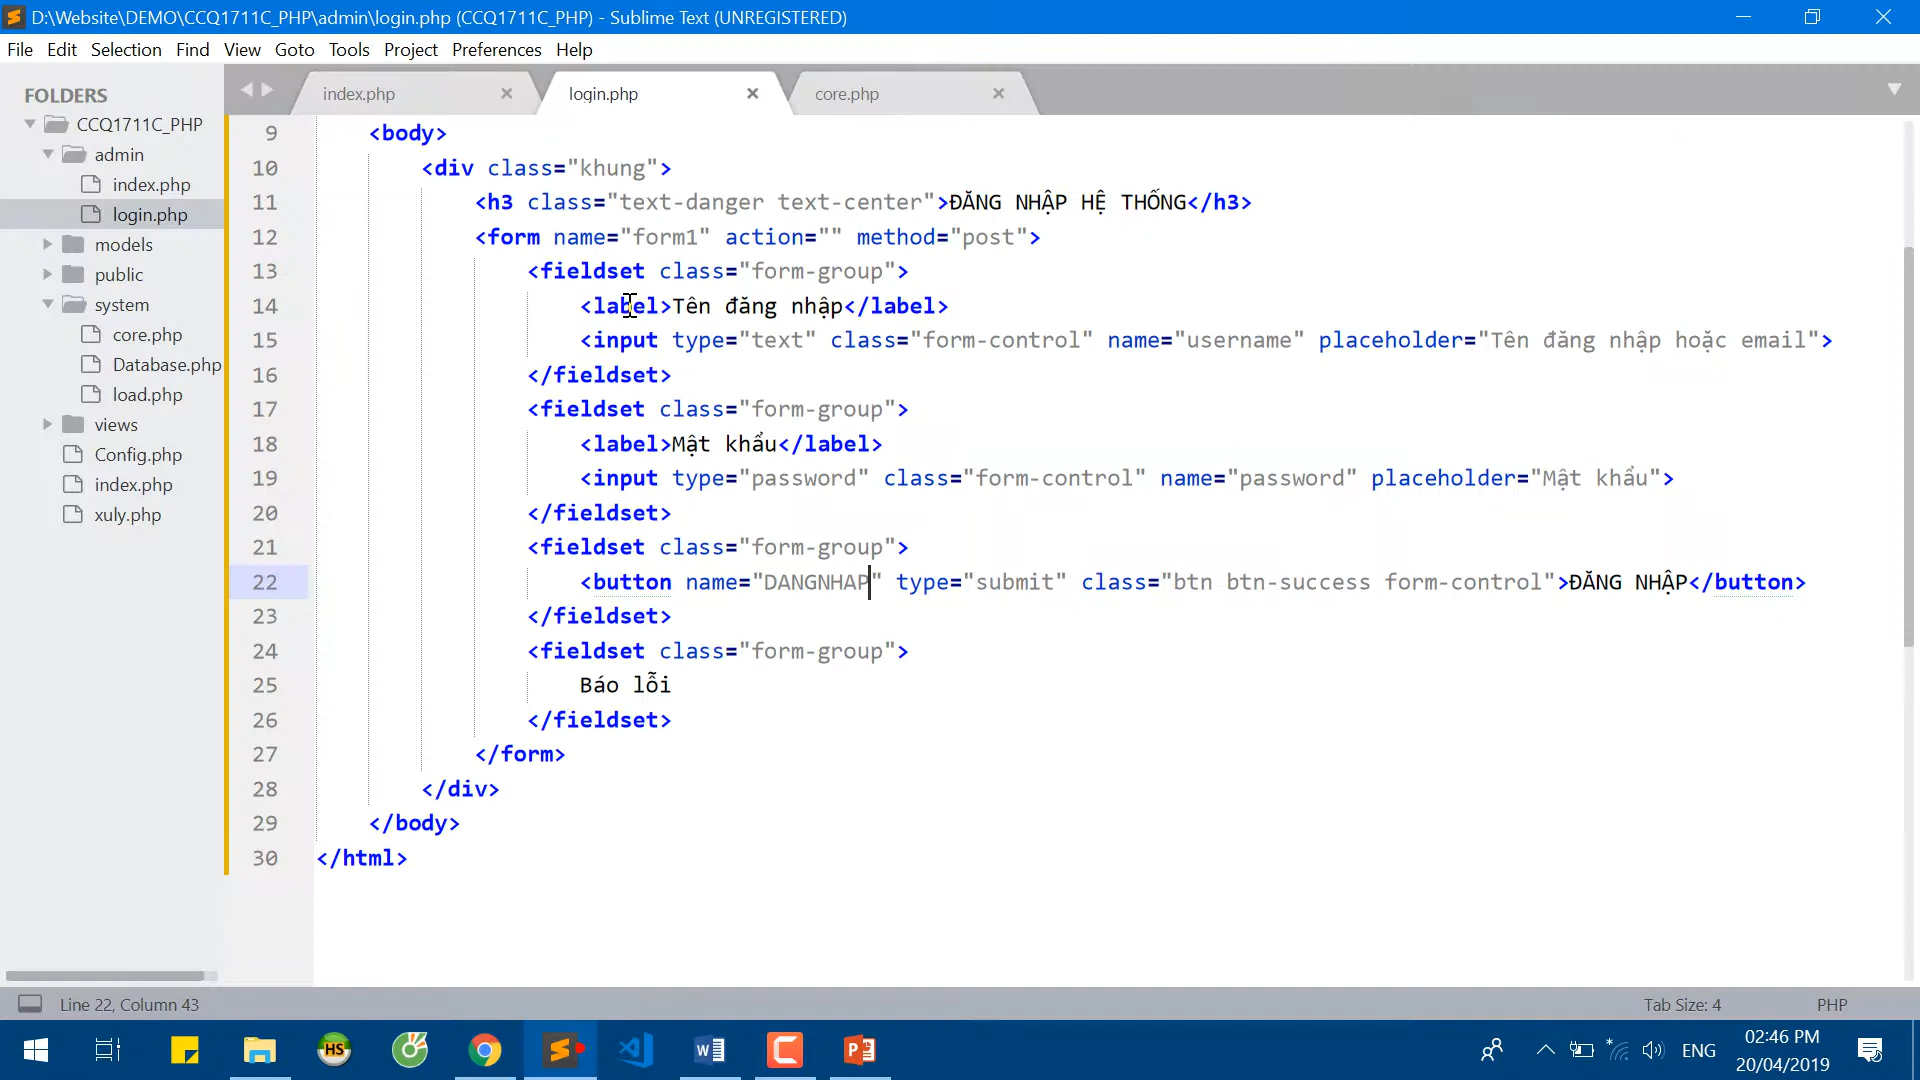 D:\Website\DEMO\CCQ1711C_PHP\admin\login.php (CCQ1711C_PHP) - Sublime Text (UNREGISTERED)
File Edit Selection Find View Goto Tools Project Preferences Help
index.php
login.php
core.php
FOLDERS
CCQ1711C_PHP
admin
index.php
login.php
models
public
system
core.php
Database.php
load.php
views
Config.php
index.php
xuly.php
9 <body>
10 <div class="khung">
11 <h3 class="text-danger text-center">ĐĂNG NHẬP HỆ THỐNG</h3>
12 <form name="form1" action="" method="post">
13 <fieldset class="form-group">
14 <label>Tên đăng nhập</label>
15 <input type="text" class="form-control" name="username" placeholder="Tên đăng nhập hoặc email">
16 </fieldset>
17 <fieldset class="form-group">
18 <label>Mật khẩu</label>
19 <input type="password" class="form-control" name="password" placeholder="Mật khẩu">
20 </fieldset>
21 <fieldset class="form-group">
22 <button name="DANGNHAP" type="submit" class="btn btn-success form-control">ĐĂNG NHẬP</button>
23 </fieldset>
24 <fieldset class="form-group">
25 Báo lỗi
26 </fieldset>
27 </form>
28 </div>
29 </body>
30 </html>
Line 22, Column 43
Tab Size: 4
PHP
HS
ENG
02:46 PM
20/04/2019